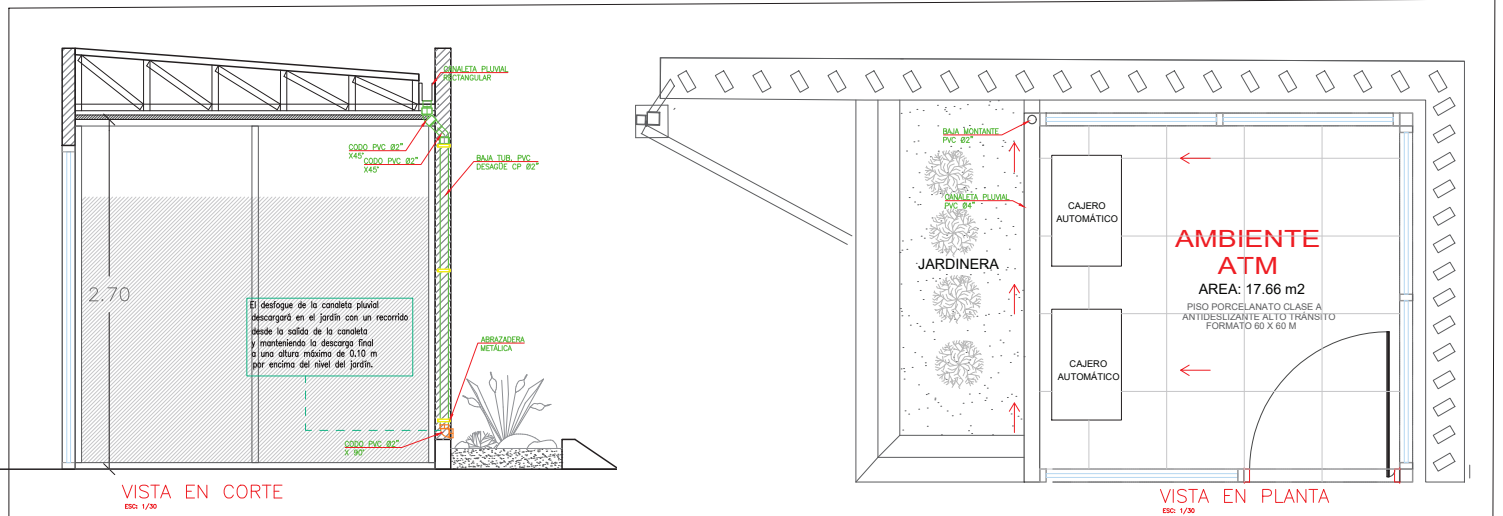 CANALETA PLUVIAL
RECTANGULAR
CODO PVC Ø2"
X45°
CODO PVC Ø2"
X45°
BAJA TUB. PVC
DESAGÜE CP Ø2"
2.70
El desfogue de la canaleta pluvial
descargará en el jardín con un recorrido
desde la salida de la canaleta
y manteniendo la descarga final
a una altura máxima de 0.10 m
por encima del nivel del jardín.
ABRAZADERA
METÁLICA
CODO PVC Ø2"
X 90°
VISTA EN CORTE
ESC: 1/30
BAJA MONTANTE
PVC Ø2"
CANALETA PLUVIAL
PVC Ø4"
JARDINERA
CAJERO
AUTOMÁTICO
CAJERO
AUTOMÁTICO
AMBIENTE
ATM
AREA: 17.66 m2
PISO PORCELANATO CLASE A
ANTIDESLIZANTE ALTO TRÁNSITO
FORMATO 60 X 60 M
VISTA EN PLANTA
ESC: 1/30